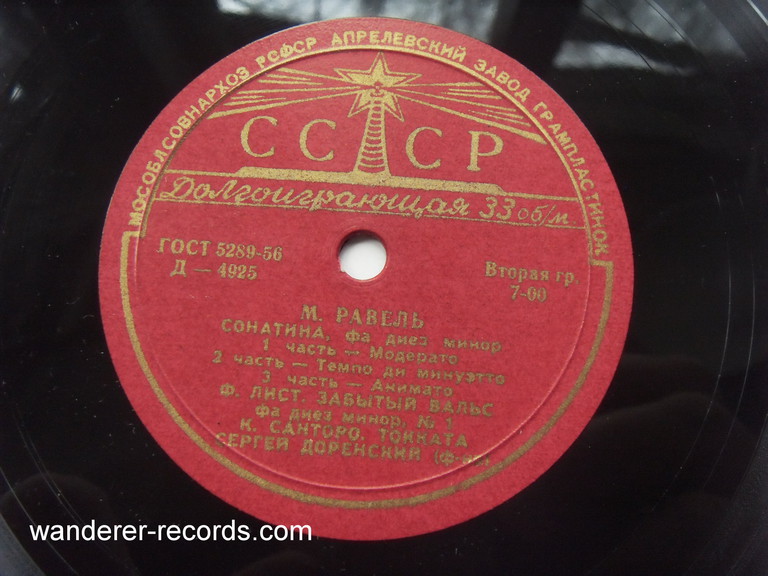 МОСОБЛСОВНАРХОЗ РСФСР АПРЕЛЕВСКИЙ ЗАВОД ГРАМПЛАСТИНОК
СССР
Долгоиграющая 33 об/м
ГОСТ 5289-56
Д — 4925
Вторая гр.
7-00
М. РАВЕЛЬ
СОНАТИНА, фа диез минор
1 часть — Модерато
2 часть — Темпо ди минуэтто
3 часть — Анимато
Ф. ЛИСТ. ЗАБЫТЫЙ ВАЛЬС
фа диез минор, № 1
К. САНТОРО. ТОККАТА
СЕРГЕЙ ДОРЕНСКИЙ (ф-но)
wanderer-records.com